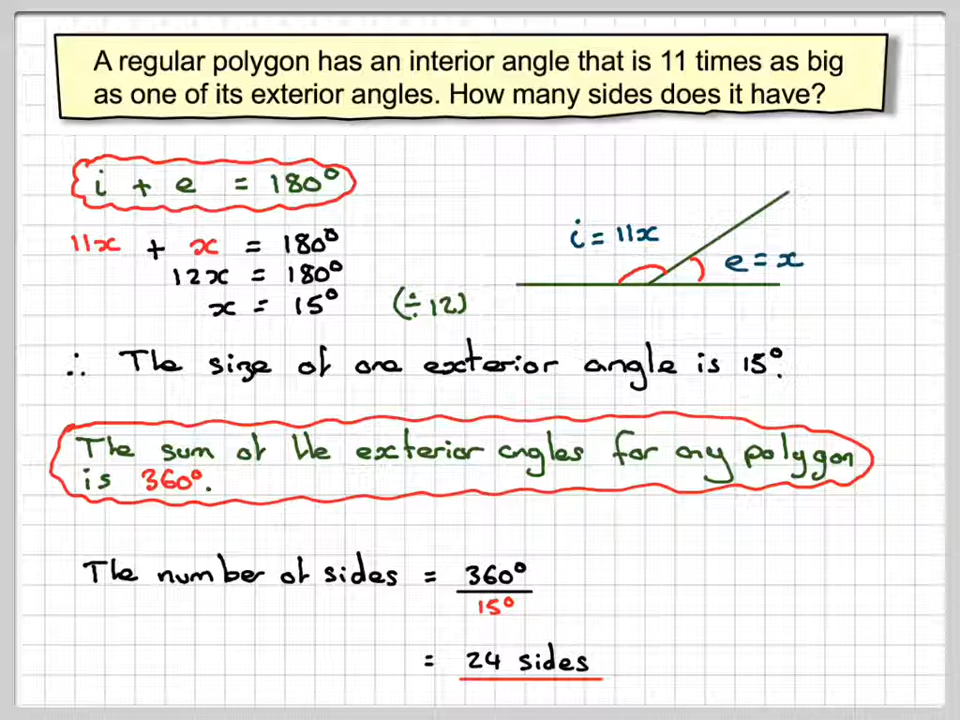 A regular polygon has an interior angle that is 11 times as big
as one of its exterior angles. How many sides does it have?
i + e = 180°
11x + x = 180°
12x = 180°
x = 15° (÷12)
i = 11x
e = x
∴ The size of one exterior angle is 15°.
The sum of the exterior angles for any polygon
is 360°.
The number of sides = 360°
15°
= 24 sides